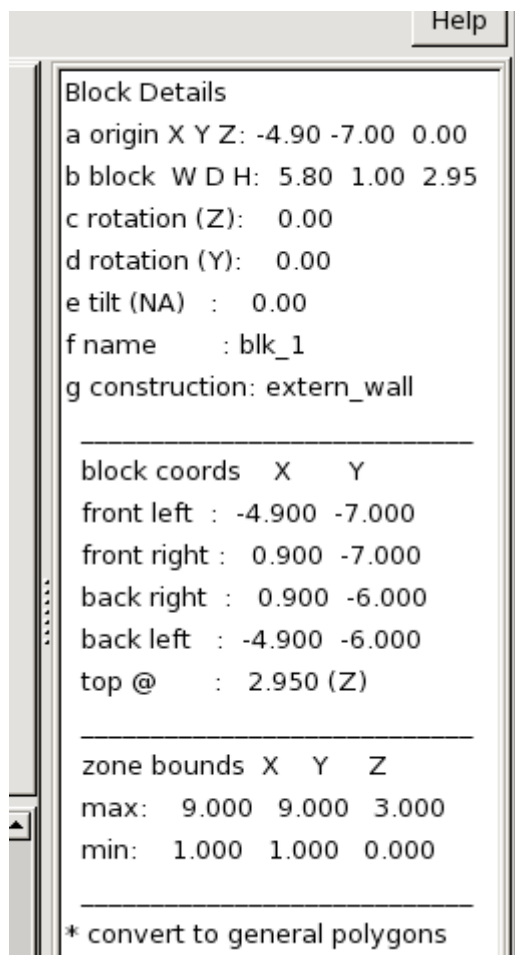 Help
Block Details
a origin X Y Z: -4.90 -7.00 0.00
b block W D H: 5.80 1.00 2.95
c rotation (Z): 0.00
d rotation (Y): 0.00
e tilt (NA) : 0.00
f name : blk_1
g construction: extern_wall
block coords X Y
front left : -4.900 -7.000
front right : 0.900 -7.000
back right : 0.900 -6.000
back left : -4.900 -6.000
top @ : 2.950 (Z)
zone bounds X Y Z
max: 9.000 9.000 3.000
min: 1.000 1.000 0.000
* convert to general polygons